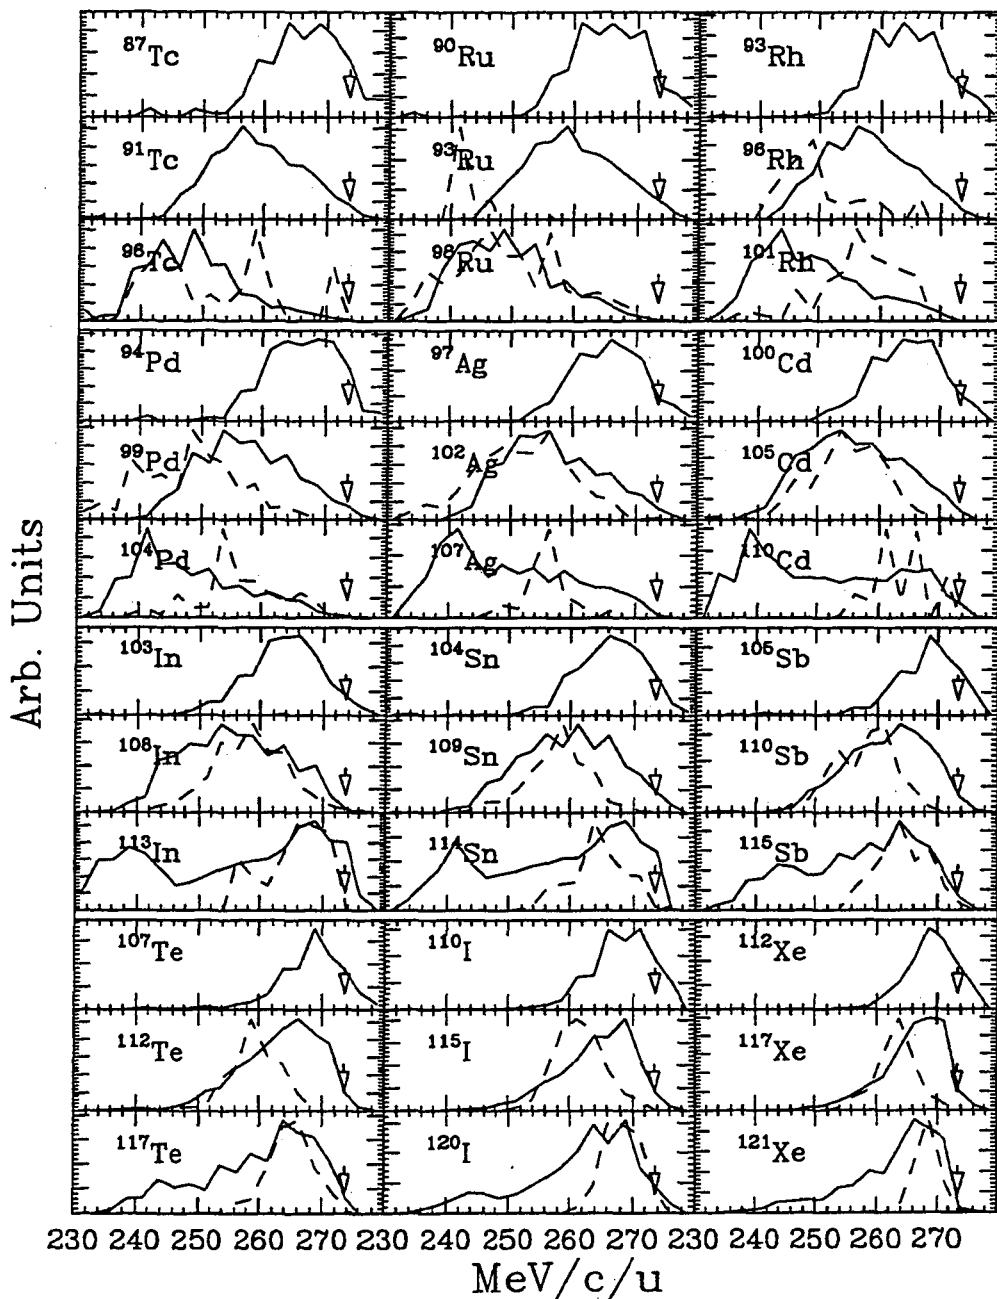 ⁸⁷Tc ⁹⁰Ru ⁹³Rh
⁹¹Tc ⁹³Ru ⁹⁶Rh
⁹⁶Tc ⁹⁸Ru ¹⁰¹Rh
⁹⁴Pd ⁹⁷Ag ¹⁰⁰Cd
⁹⁹Pd ¹⁰²Ag ¹⁰⁵Cd
¹⁰⁴Pd ¹⁰⁷Ag ¹¹⁰Cd
Arb. Units
¹⁰³In ¹⁰⁴Sn ¹⁰⁵Sb
¹⁰⁸In ¹⁰⁹Sn ¹¹⁰Sb
¹¹³In ¹¹⁴Sn ¹¹⁵Sb
¹⁰⁷Te ¹¹⁰I ¹¹²Xe
¹¹²Te ¹¹⁵I ¹¹⁷Xe
¹¹⁷Te ¹²⁰I ¹²¹Xe
230 240 250 260 270 230 240 250 260 270 230 240 250 260 270
MeV/c/u